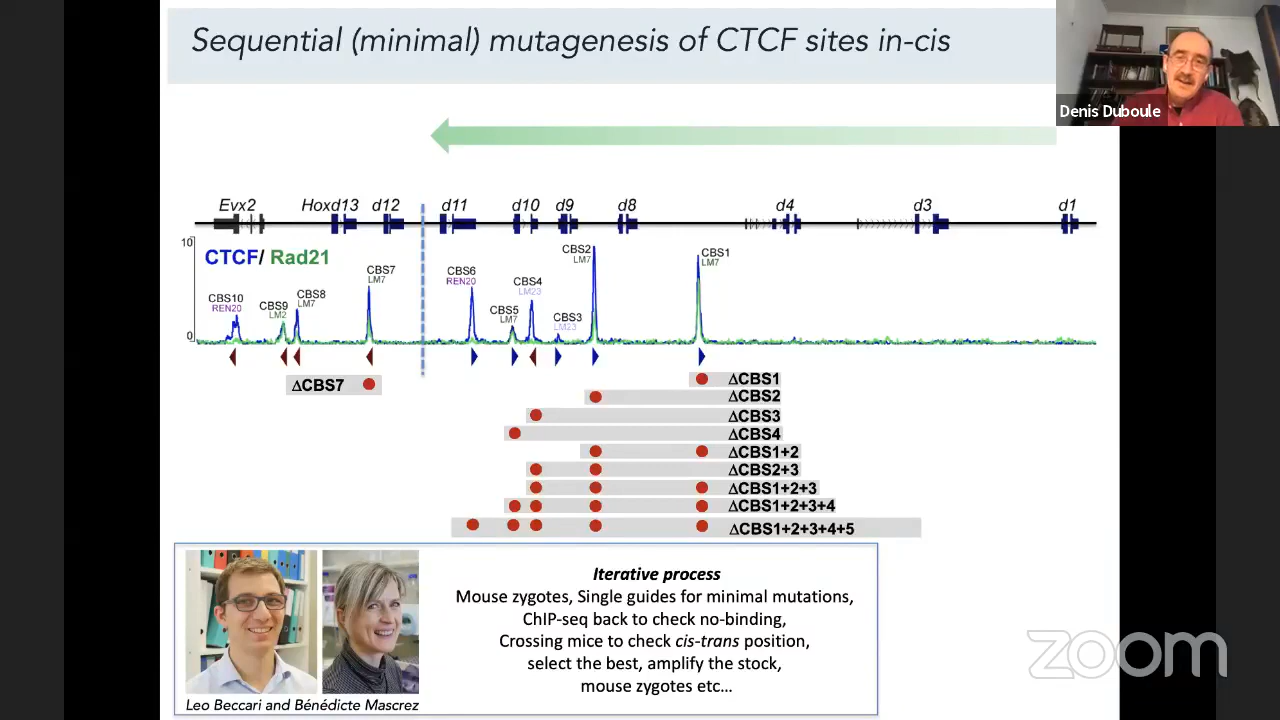 Sequential (minimal) mutagenesis of CTCF sites in-cis
Denis Duboule
Evx2 Hoxd13 d12 d11 d10 d9 d8 d4 d3 d1
10
CTCF/ Rad21
0
CBS10
REN20
CBS9
LM2
CBS8
LM7
CBS7
LM7
CBS6
REN20
CBS5
LM7
CBS4
LM23
CBS3
LM23
CBS2
LM7
CBS1
LM7
ΔCBS7
ΔCBS1
ΔCBS2
ΔCBS3
ΔCBS4
ΔCBS1+2
ΔCBS2+3
ΔCBS1+2+3
ΔCBS1+2+3+4
ΔCBS1+2+3+4+5
Iterative process
Mouse zygotes, Single guides for minimal mutations,
ChIP-seq back to check no-binding,
Crossing mice to check cis-trans position,
select the best, amplify the stock,
mouse zygotes etc...
Leo Beccari and Bénédicte Mascrez
zoom